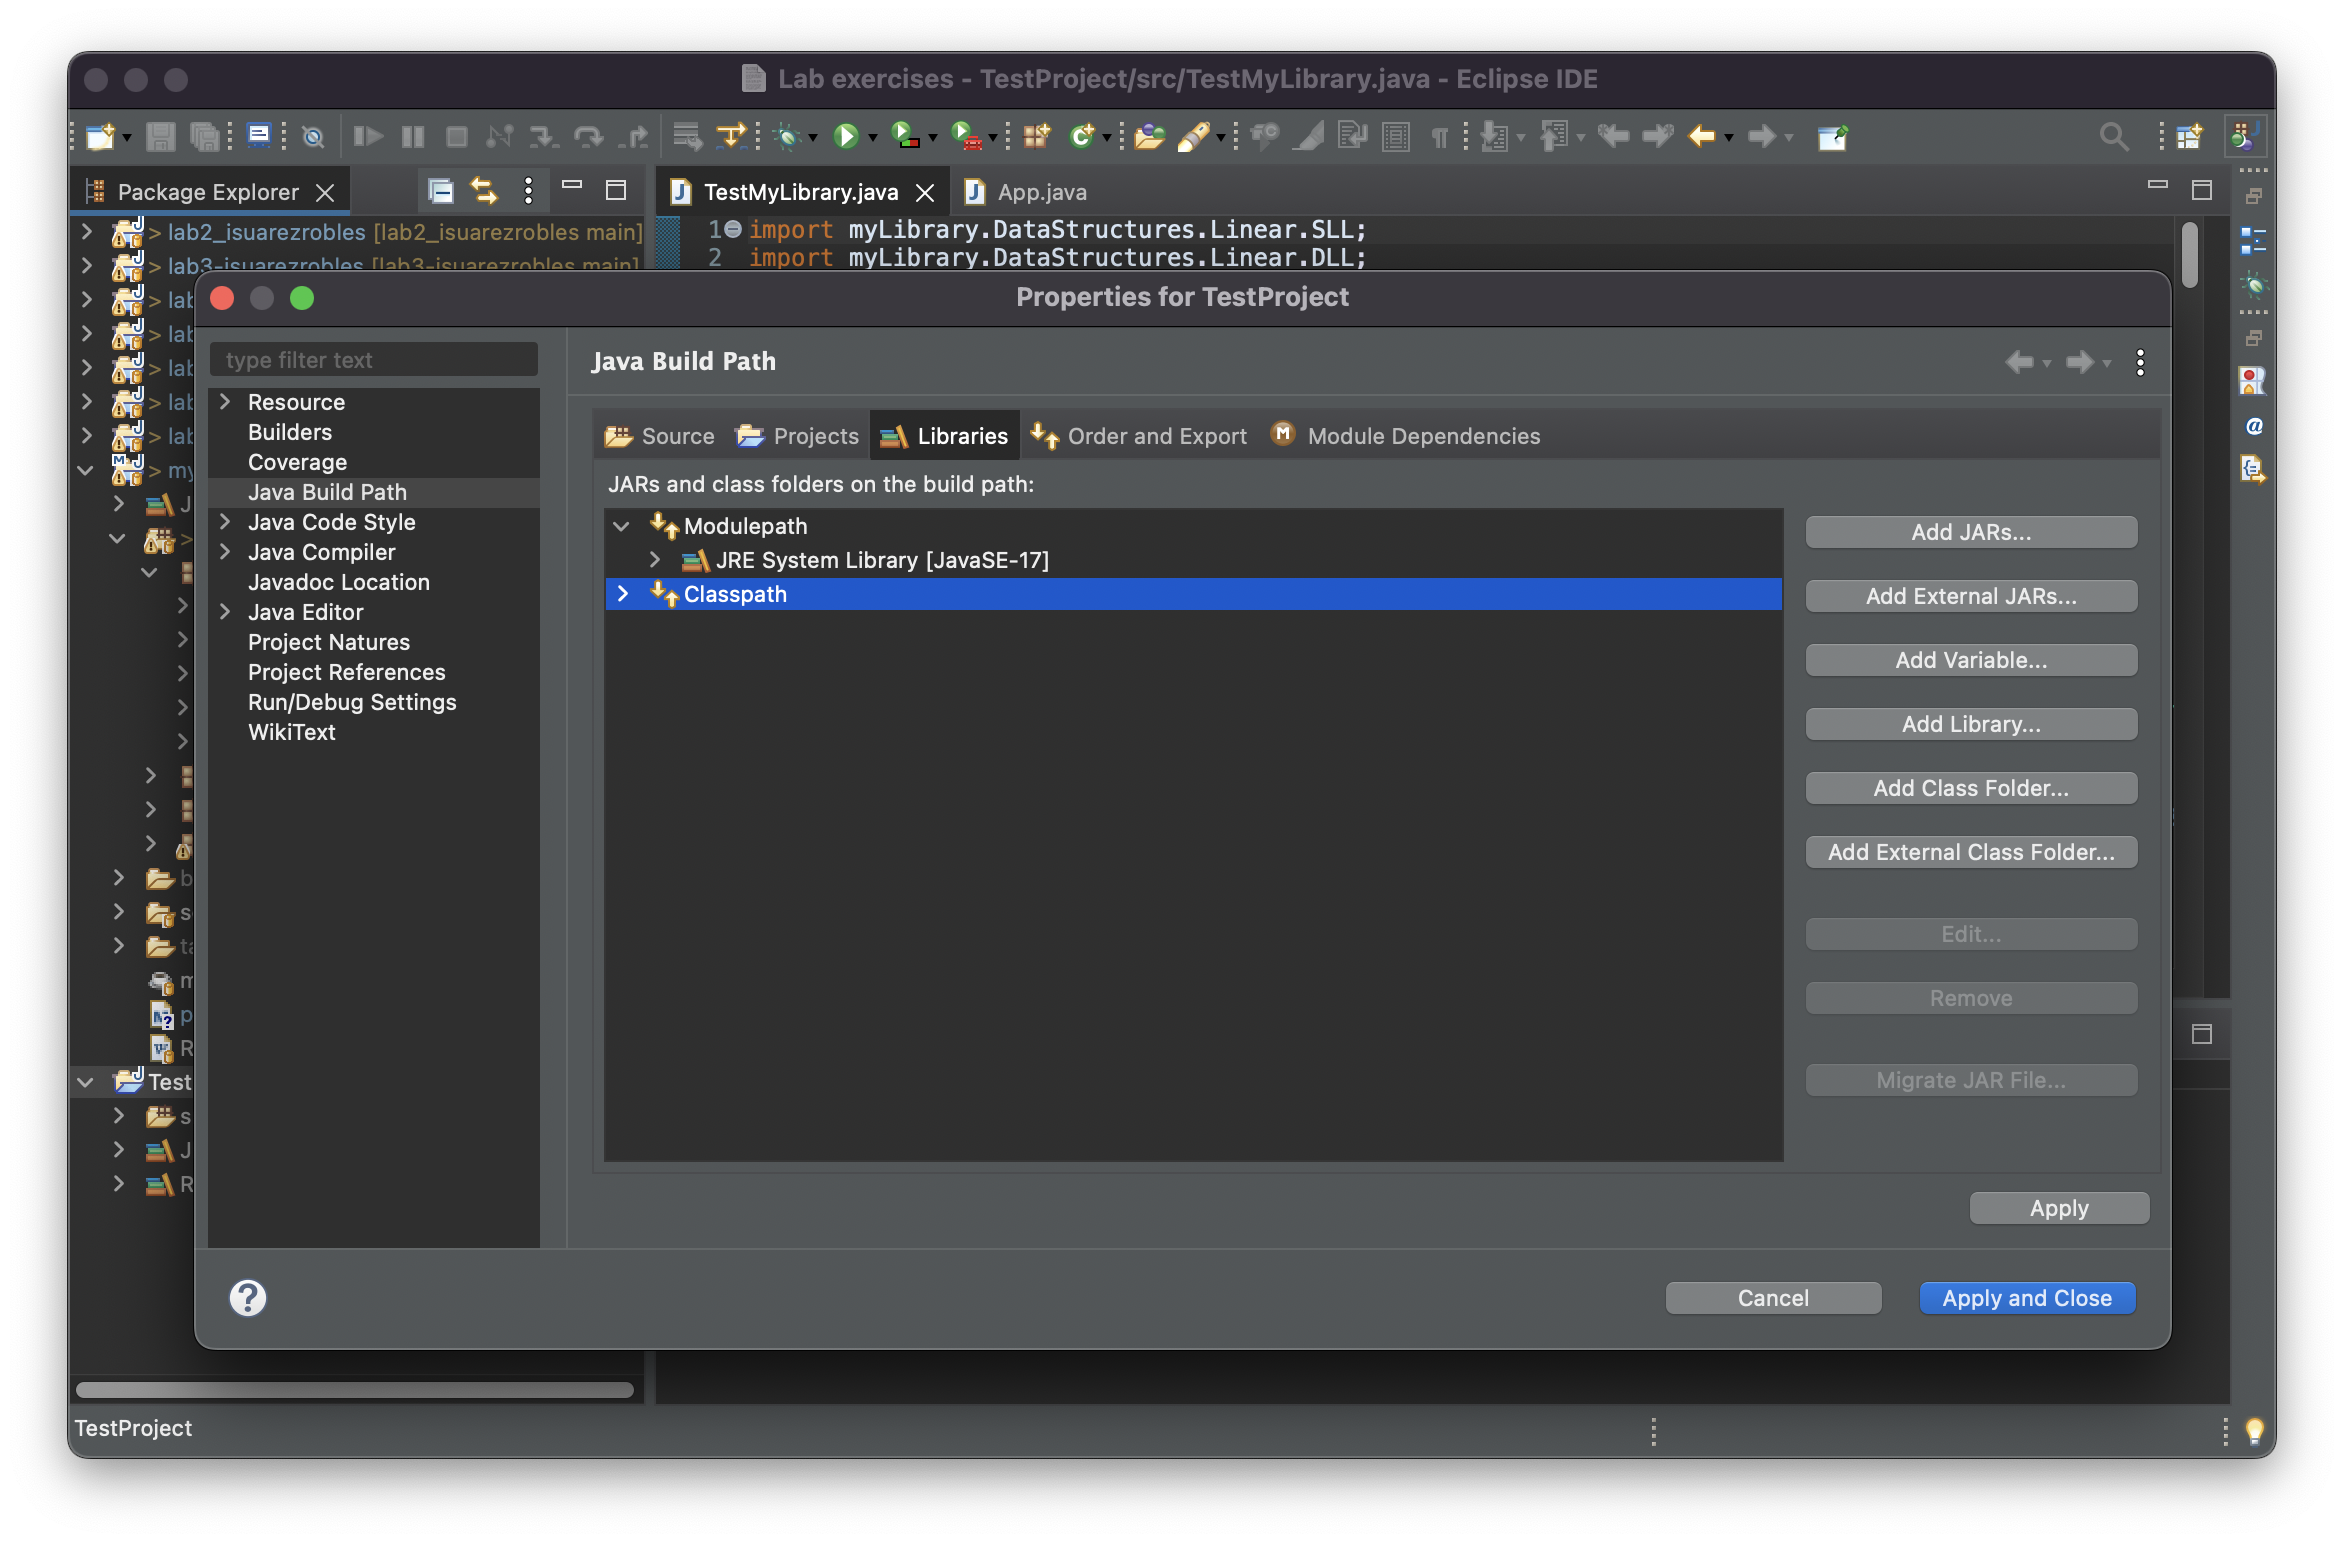 Lab exercises - TestProject/src/TestMyLibrary.java - Eclipse IDE
Package Explorer
TestMyLibrary.java
App.java
> lab2_isuarezrobles [lab2_isuarezrobles main]
> lab3-isuarezrobles [lab3-isuarezrobles main]
> lab
> lab
> lab
> lab
> lab
> my
J
>
b
s
ta
m
p
R
Test
s
J
R
1 import myLibrary.DataStructures.Linear.SLL;
2 import myLibrary.DataStructures.Linear.DLL;
Properties for TestProject
type filter text
Resource
Builders
Coverage
Java Build Path
Java Code Style
Java Compiler
Javadoc Location
Java Editor
Project Natures
Project References
Run/Debug Settings
WikiText
Java Build Path
Source
Projects
Libraries
Order and Export
Module Dependencies
JARs and class folders on the build path:
Modulepath
JRE System Library [JavaSE-17]
Classpath
Add JARs...
Add External JARs...
Add Variable...
Add Library...
Add Class Folder...
Add External Class Folder...
Edit...
Remove
Migrate JAR File...
Apply
Cancel
Apply and Close
TestProject